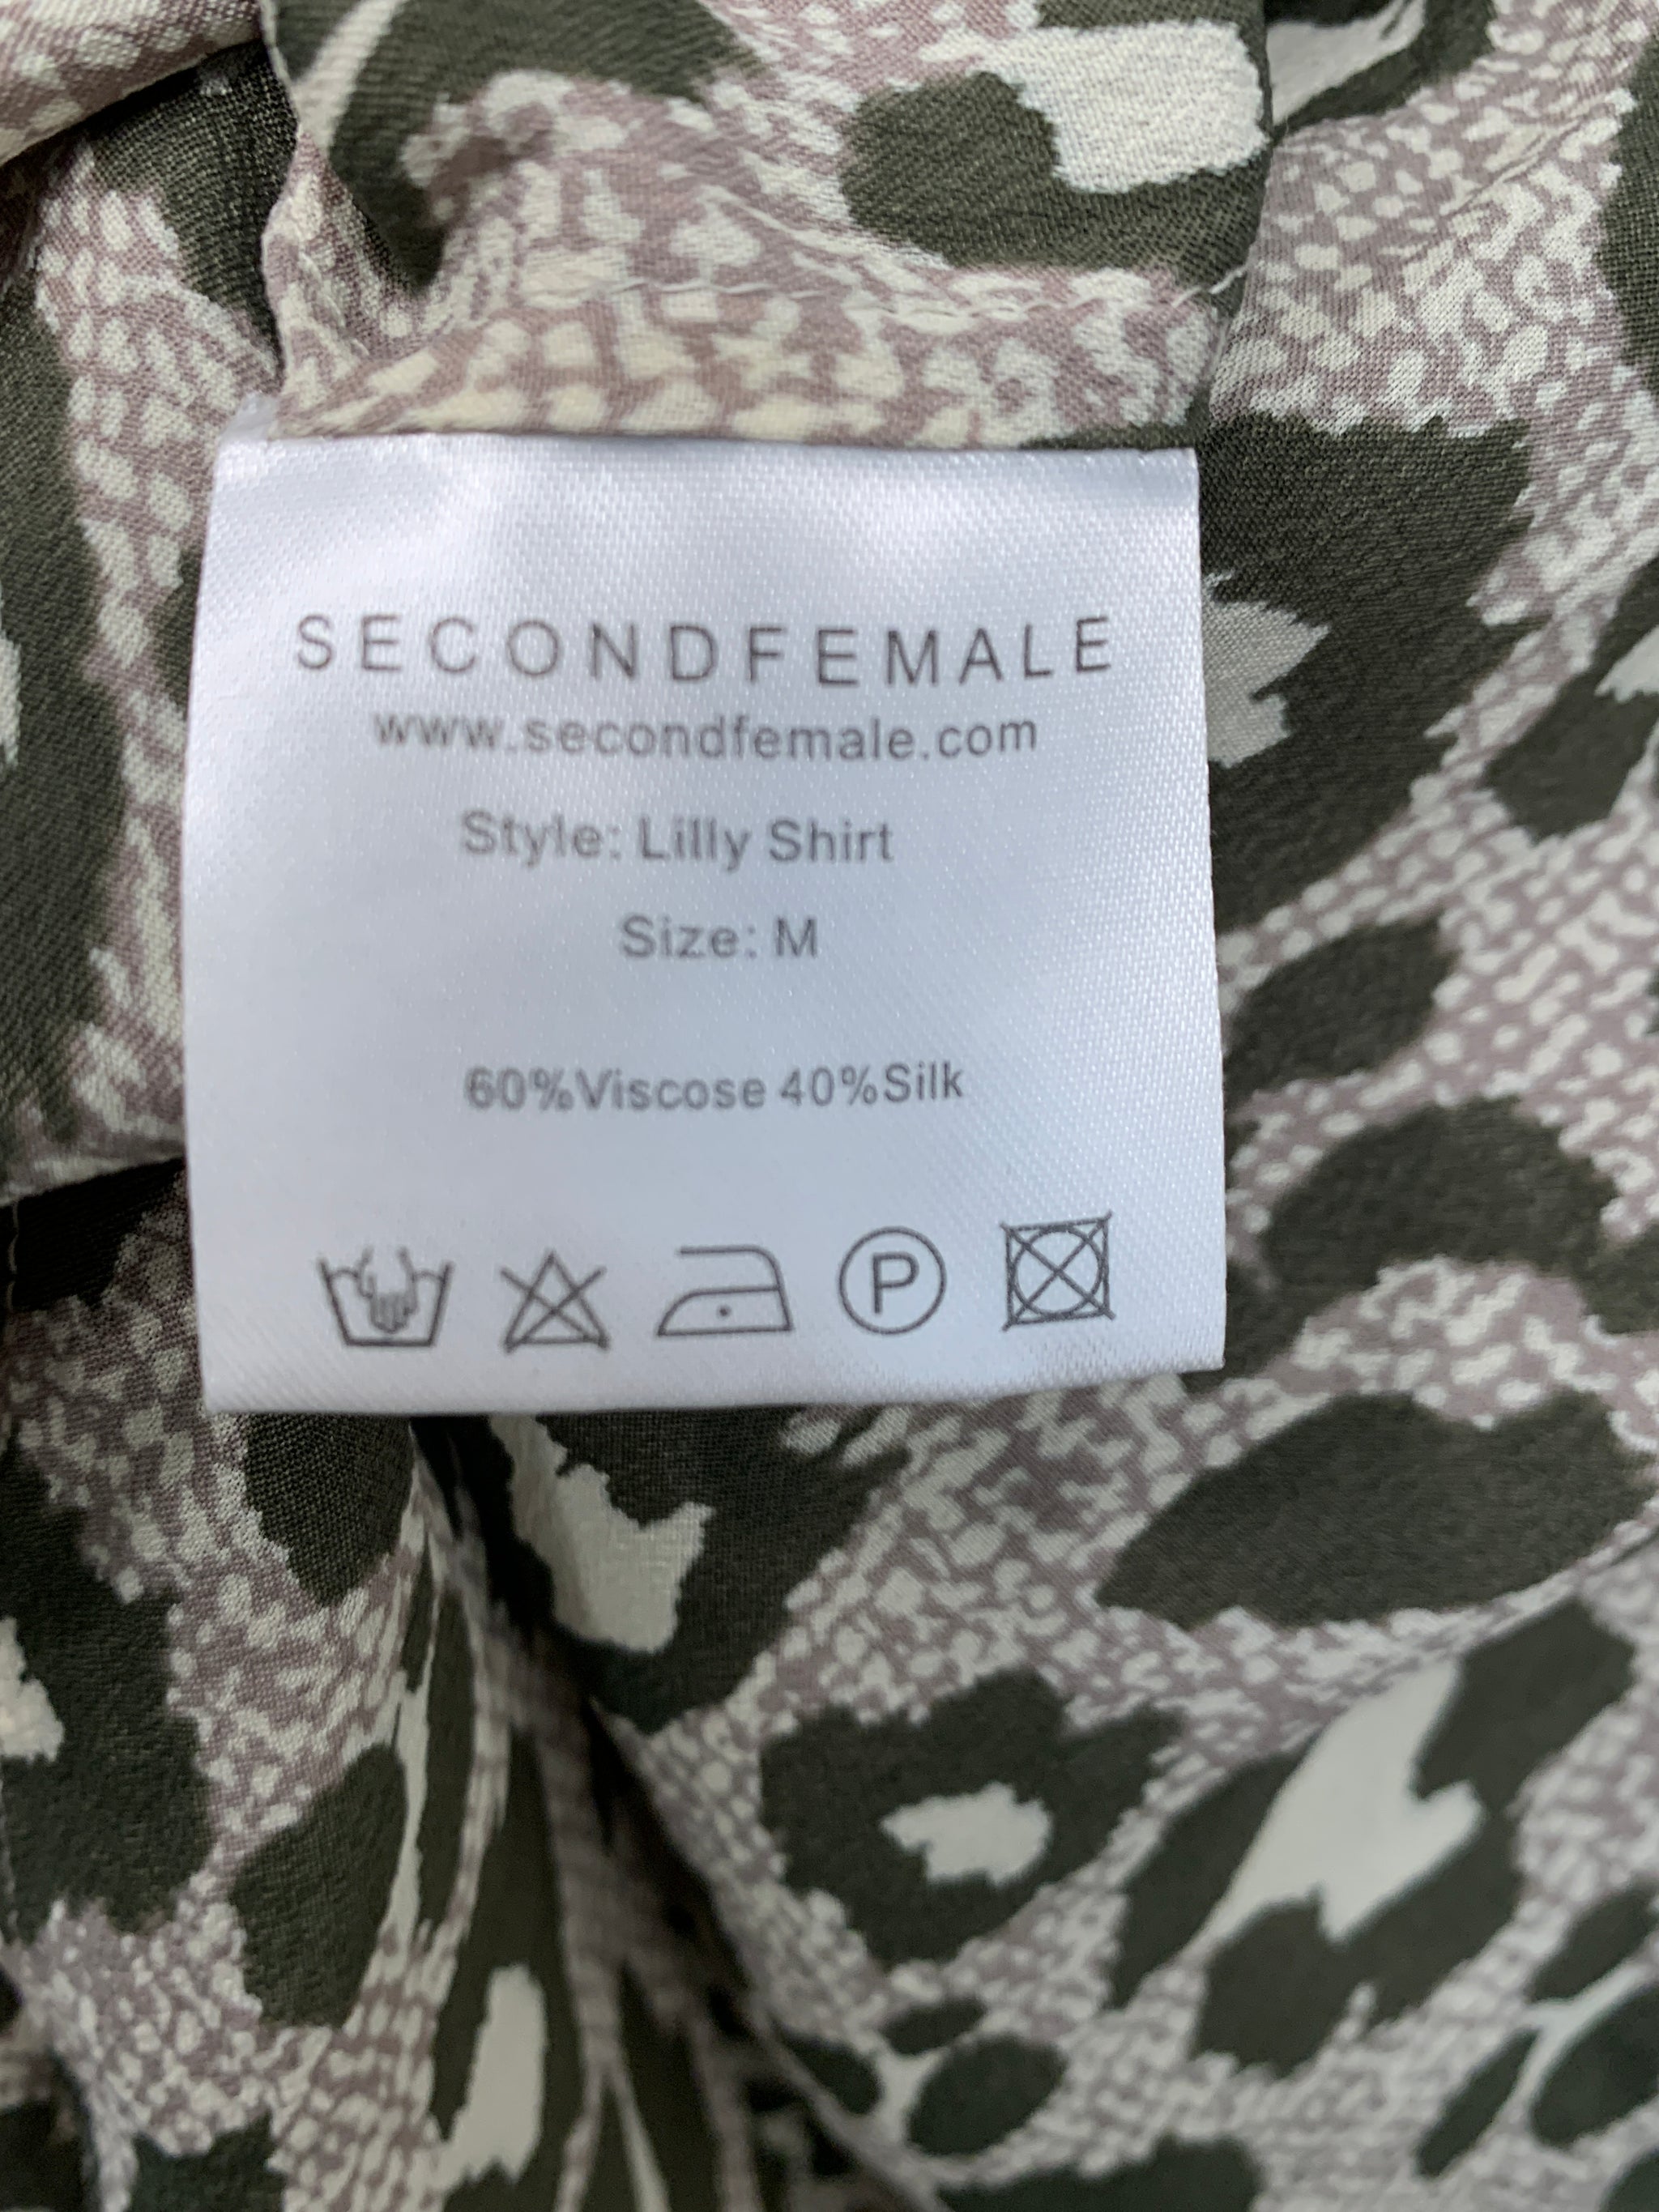 SECONDFEMALE
www.secondfemale.com
Style: Lilly Shirt
Size: M
60%Viscose 40%Silk
P